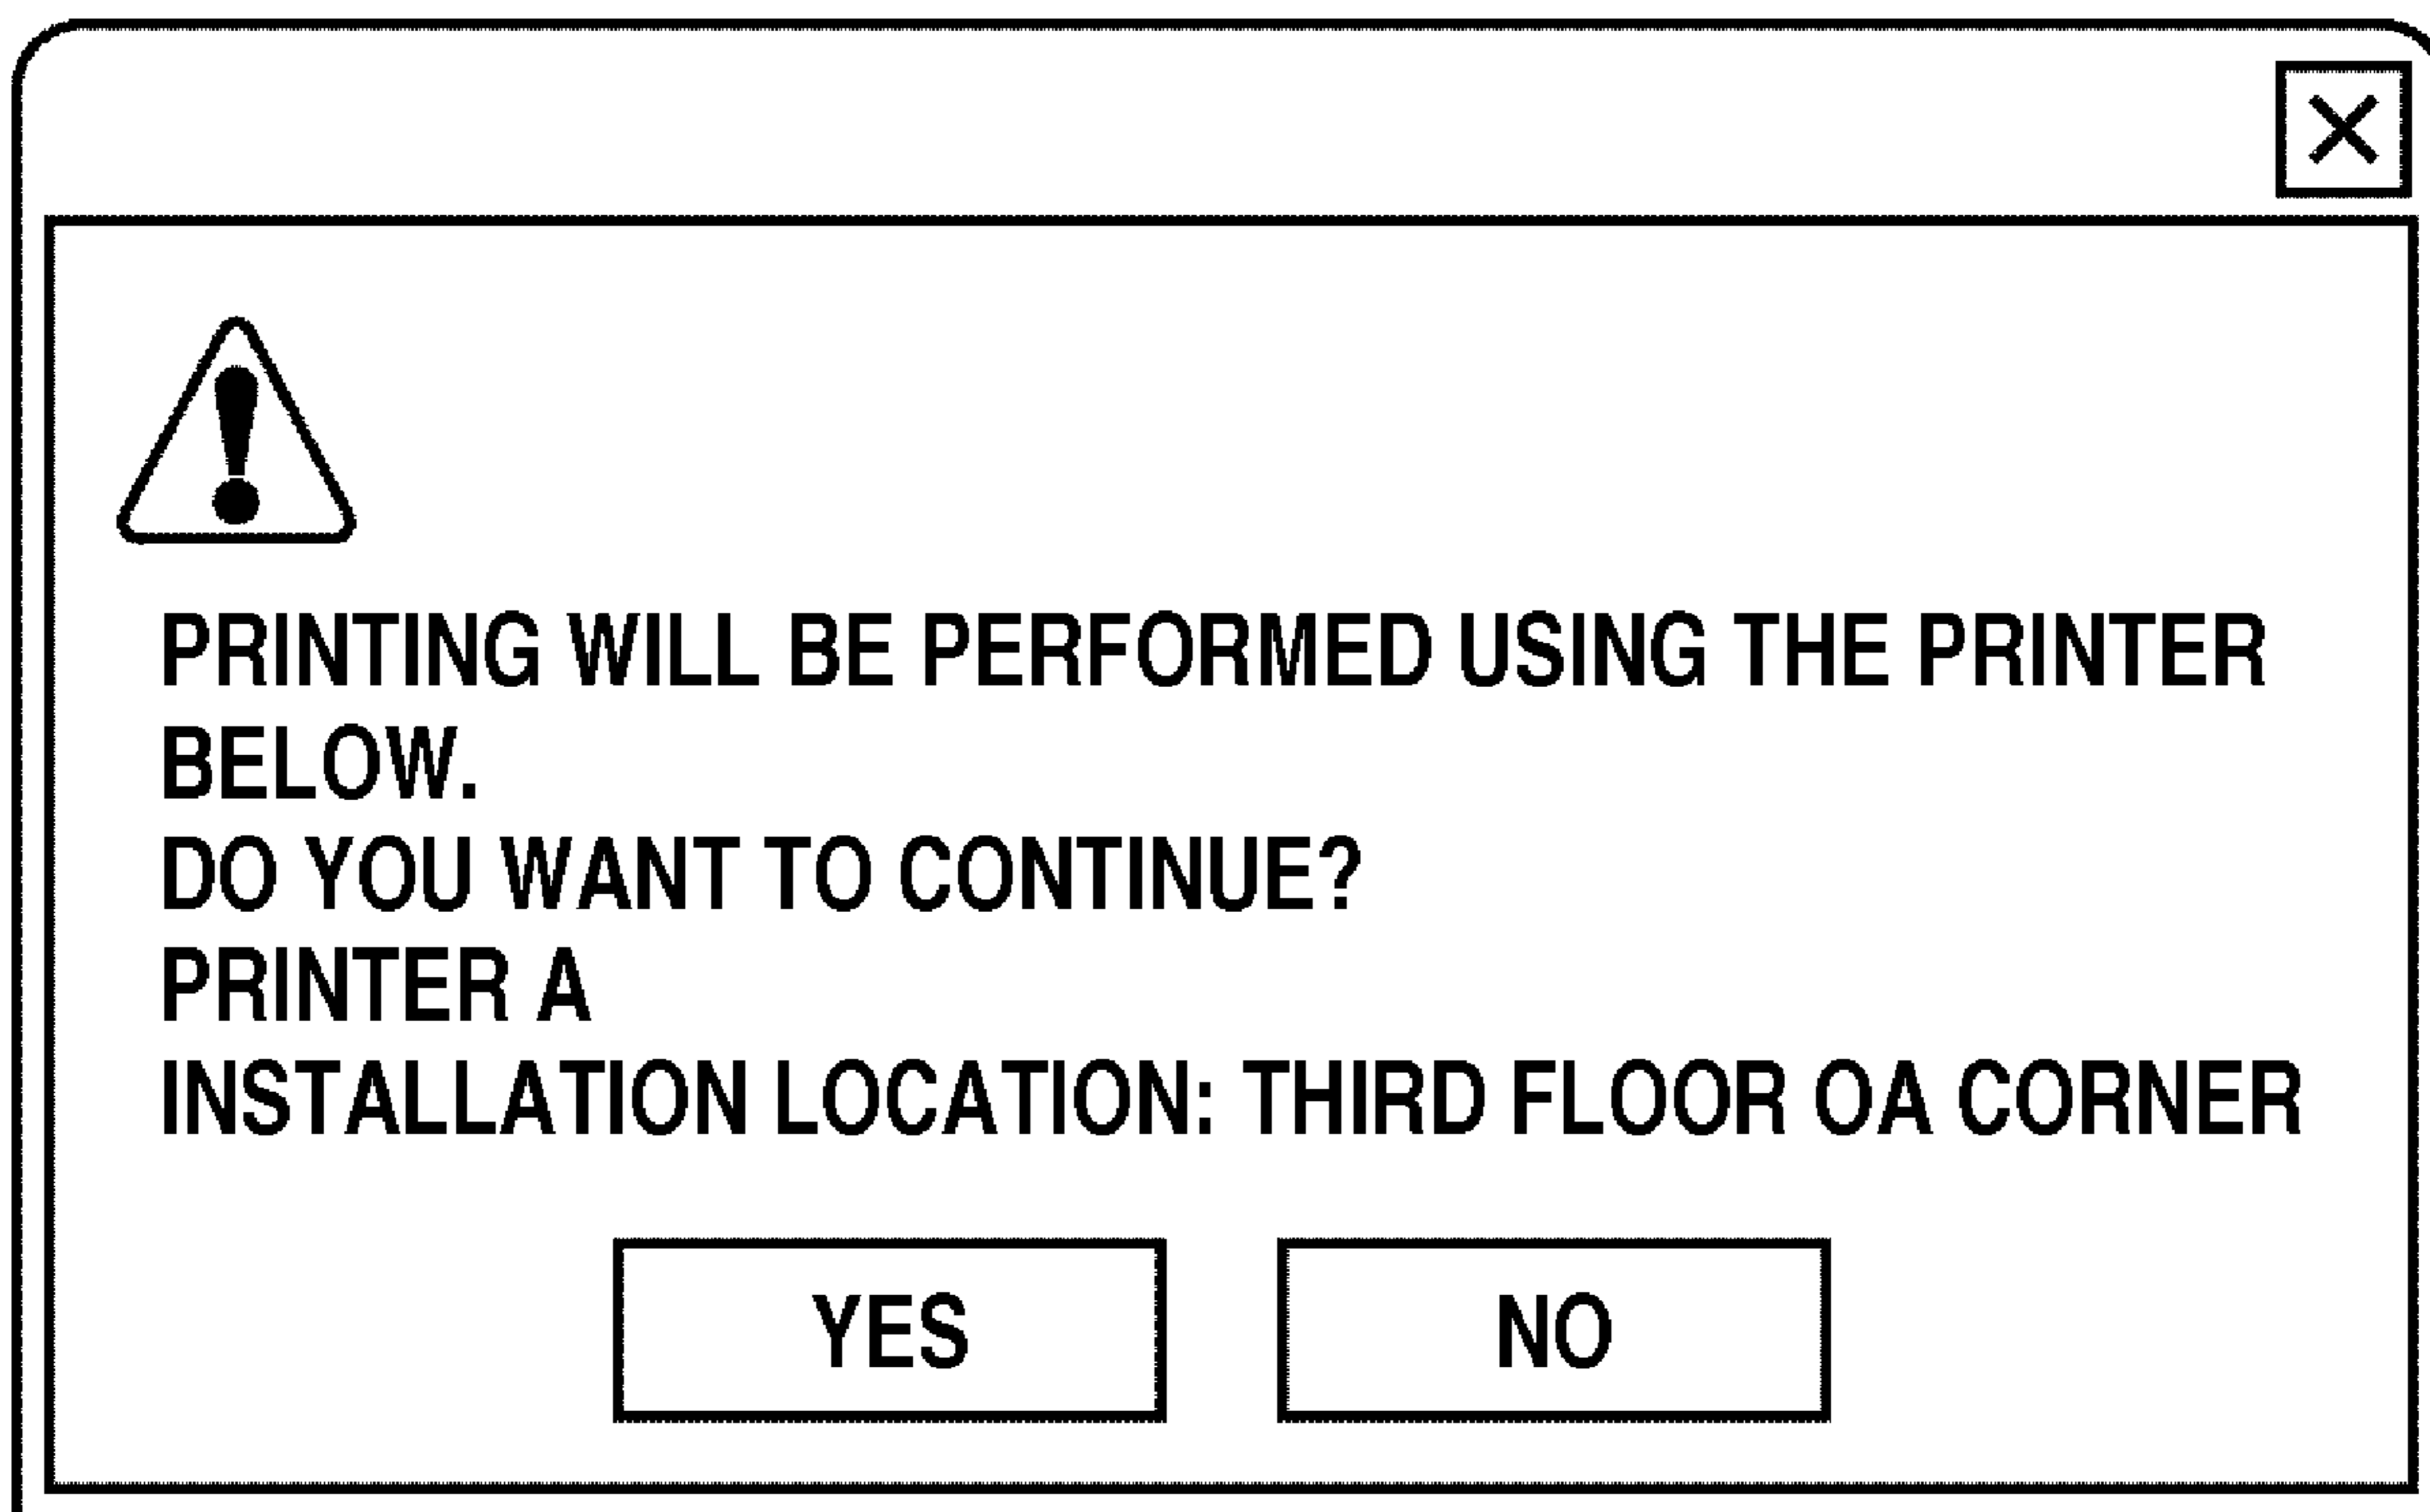 PRINTING WILL BE PERFORMED USING THE PRINTER
BELOW.
DO YOU WANT TO CONTINUE?
PRINTER A
INSTALLATION LOCATION: THIRD FLOOR OA CORNER
YES
NO